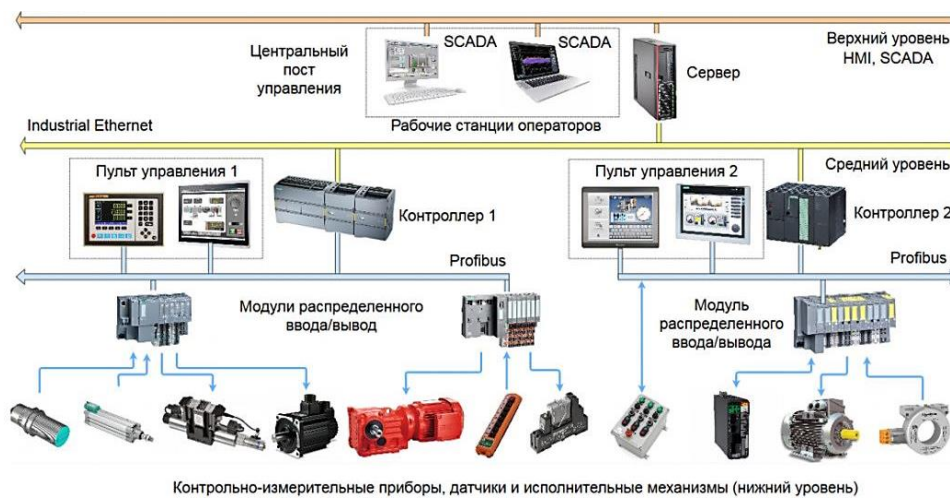 SCADA
SCADA
Центральный
пост
управления
Сервер
Верхний уровень
HMI, SCADA
Рабочие станции операторов
Industrial Ethernet
Средний уровень
Пульт управления 1
Контроллер 1
Пульт управления 2
Контроллер 2
Profibus
Profibus
Модули распределенного
ввода/вывод
Модуль
распределенного
ввода/вывода
Контрольно-измерительные приборы, датчики и исполнительные механизмы (нижний уровень)